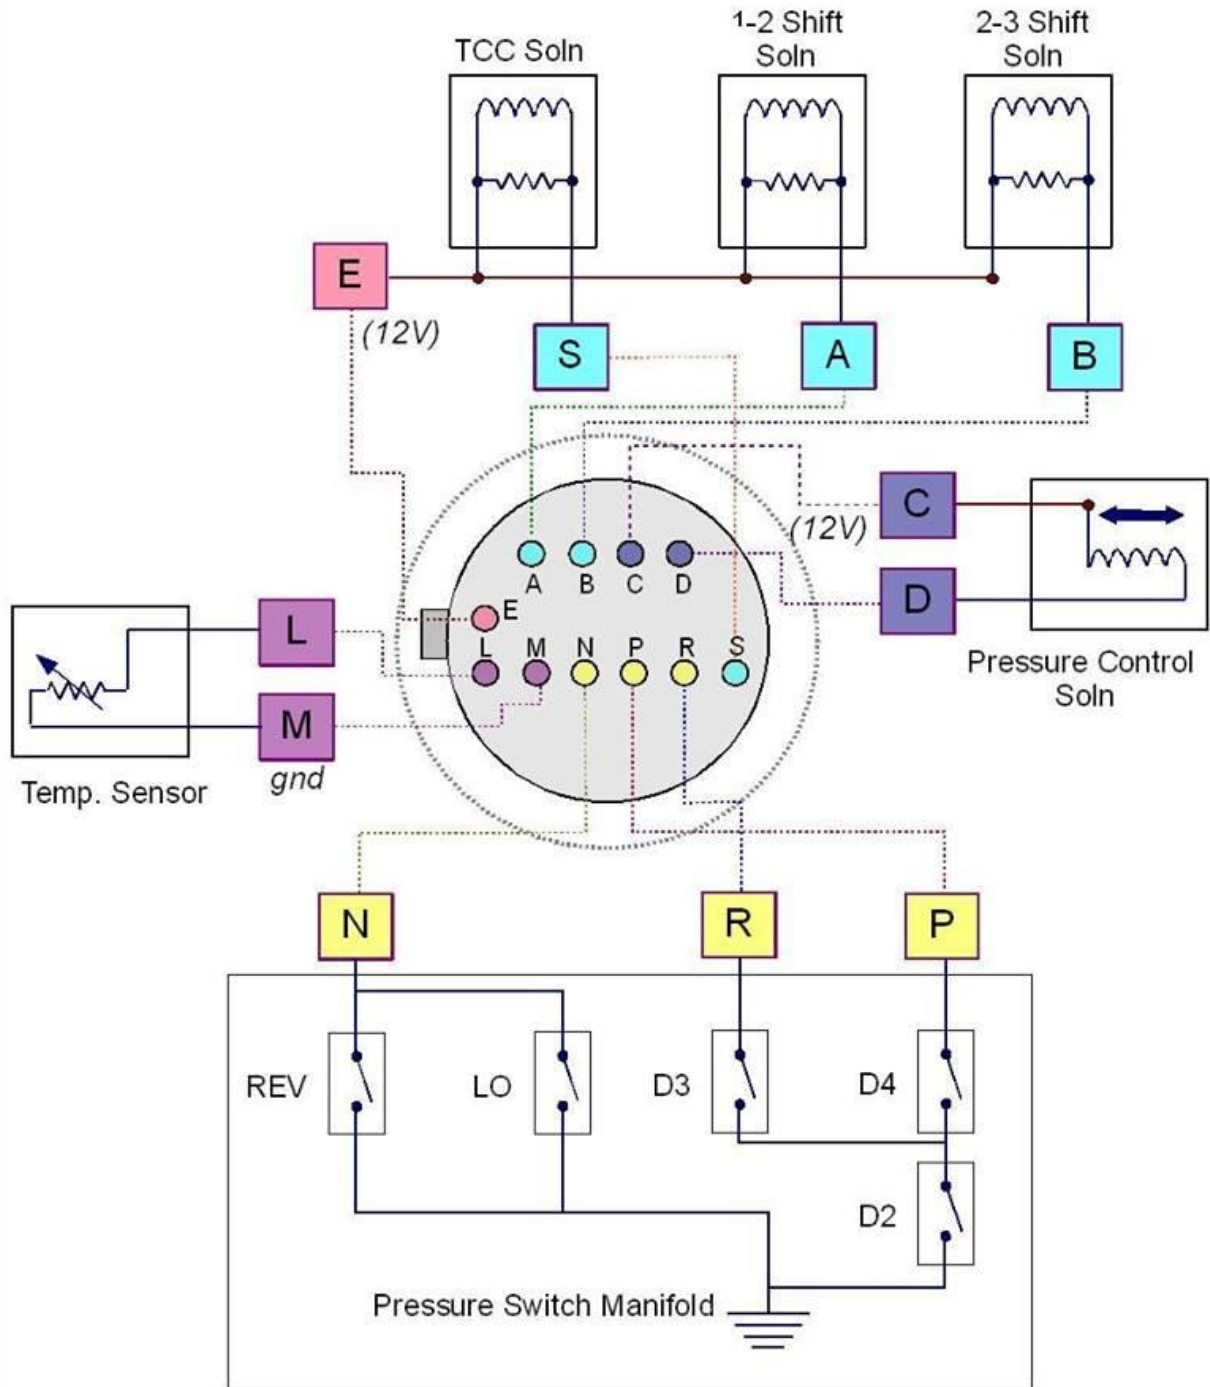 1-2 Shift
Soln
2-3 Shift
Soln
TCC Soln
E
(12V)
S
A
B
C
(12V)
D
Pressure Control
Soln
A
B
C
D
E
L
M
N
P
R
S
L
M
gnd
Temp. Sensor
N
R
P
REV
LO
D3
D4
D2
Pressure Switch Manifold